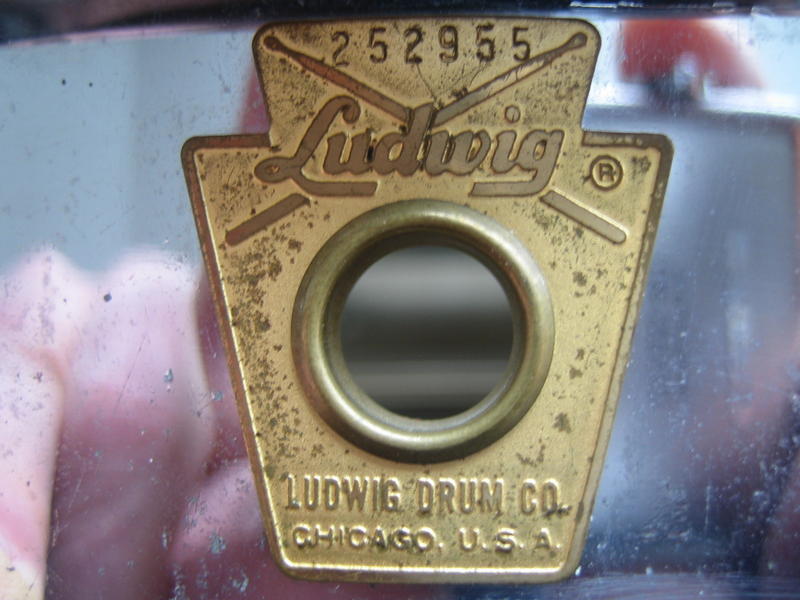 252955
Ludwig ®
LUDWIG DRUM CO.
CHICAGO, U.S.A.